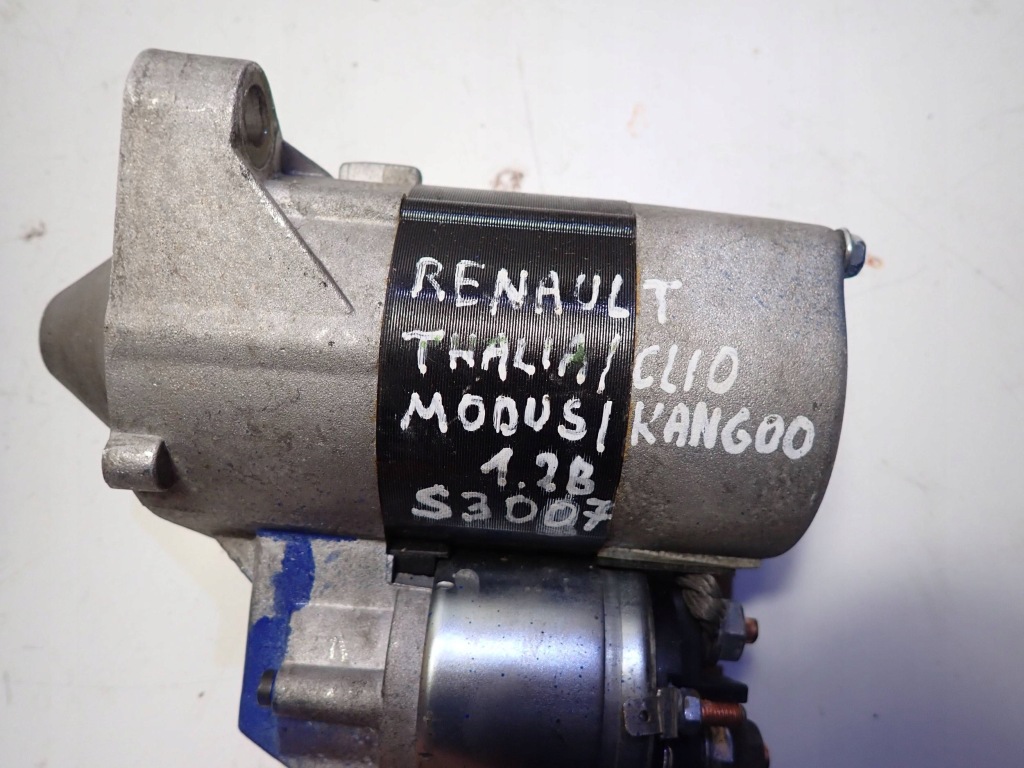 RENAULT
THALIA/CLIO
MODUS/KANGOO
1.2B
S3007